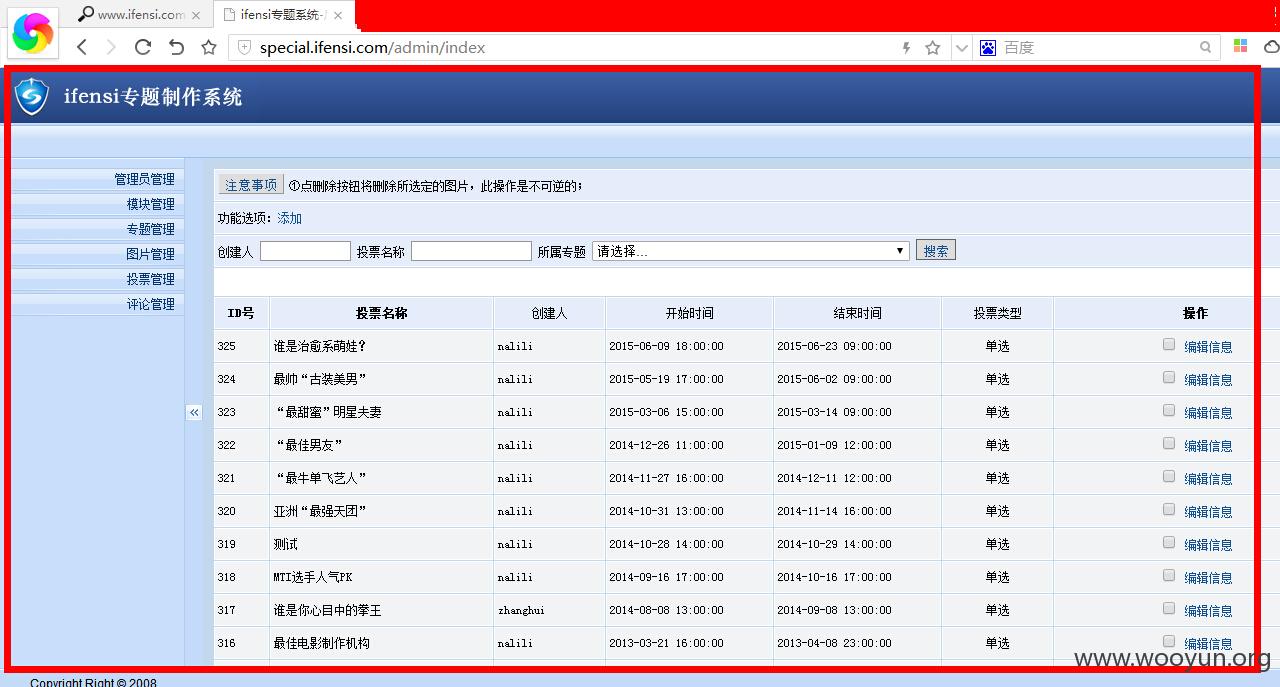 www.ifensi.com
ifensi专题系统-
special.ifensi.com/admin/index
百度
ifensi专题制作系统
管理员管理
模块管理
专题管理
图片管理
投票管理
评论管理
注意事项 ①点删除按扭将删除所选定的图片，此操作是不可逆的；
功能选项：添加
创建人 投票名称 所属专题 请选择... 搜索
ID号 投票名称 创建人 开始时间 结束时间 投票类型 操作
325 谁是治愈系萌娃？ nalili 2015-06-09 18:00:00 2015-06-23 09:00:00 单选 编辑信息
324 最帅“古装美男” nalili 2015-05-19 17:00:00 2015-06-02 09:00:00 单选 编辑信息
323 “最甜蜜”明星夫妻 nalili 2015-03-06 15:00:00 2015-03-14 09:00:00 单选 编辑信息
322 “最佳男友” nalili 2014-12-26 11:00:00 2015-01-09 12:00:00 单选 编辑信息
321 “最牛单飞艺人” nalili 2014-11-27 16:00:00 2014-12-11 12:00:00 单选 编辑信息
320 亚洲“最强天团” nalili 2014-10-31 13:00:00 2014-11-14 16:00:00 单选 编辑信息
319 测试 nalili 2014-10-28 14:00:00 2014-10-29 14:00:00 单选 编辑信息
318 MTI选手人气PK nalili 2014-09-16 17:00:00 2014-10-16 17:00:00 单选 编辑信息
317 谁是你心目中的拳王 zhanghui 2014-08-08 13:00:00 2014-09-08 13:00:00 单选 编辑信息
316 最佳电影制作机构 nalili 2013-03-21 16:00:00 2013-04-08 23:00:00 单选 编辑信息
www.wooyun.org
Copyright Right © 2008